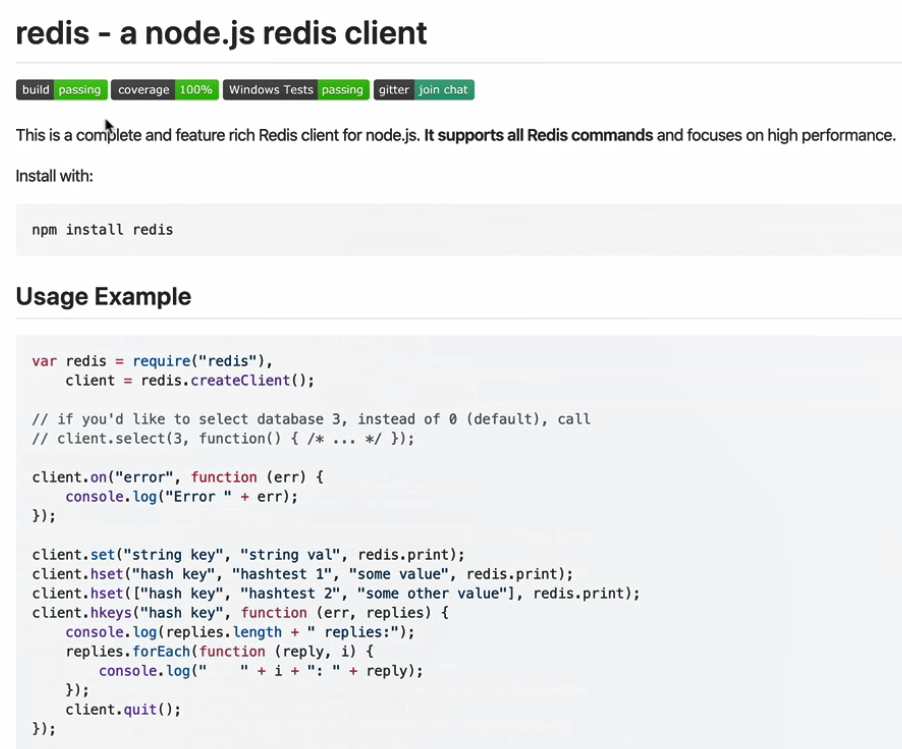 redis - a node.js redis client
build passing coverage 100% Windows Tests passing gitter join chat
This is a complete and feature rich Redis client for node.js. It supports all Redis commands and focuses on high performance.
Install with:
npm install redis
Usage Example
var redis = require("redis"),
    client = redis.createClient();
// if you'd like to select database 3, instead of 0 (default), call
// client.select(3, function() { /* ... */ });
client.on("error", function (err) {
    console.log("Error " + err);
});
client.set("string key", "string val", redis.print);
client.hset("hash key", "hashtest 1", "some value", redis.print);
client.hset(["hash key", "hashtest 2", "some other value"], redis.print);
client.hkeys("hash key", function (err, replies) {
    console.log(replies.length + " replies:");
    replies.forEach(function (reply, i) {
        console.log("    " + i + ": " + reply);
    });
    client.quit();
});